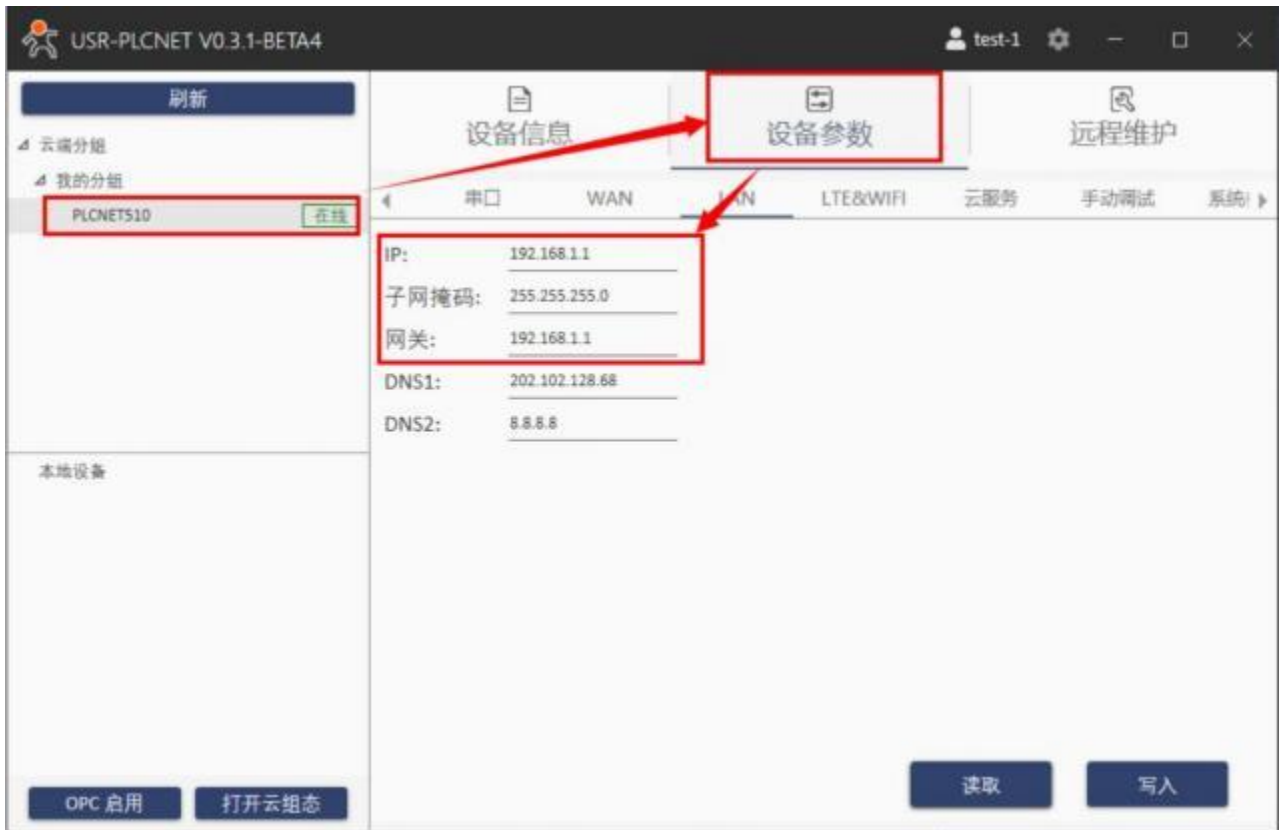 USR-PLCNET V0.3.1-BETA4
test-1
刷新
云端分组
我的分组
PLCNET510
在线
设备信息
设备参数
远程维护
串口
WAN
LAN
LTE&WIFI
云服务
手动调试
系统
IP: 192.168.1.1
子网掩码: 255.255.255.0
网关: 192.168.1.1
DNS1: 202.102.128.68
DNS2: 8.8.8.8
本地设备
OPC 启用
打开云组态
读取
写入